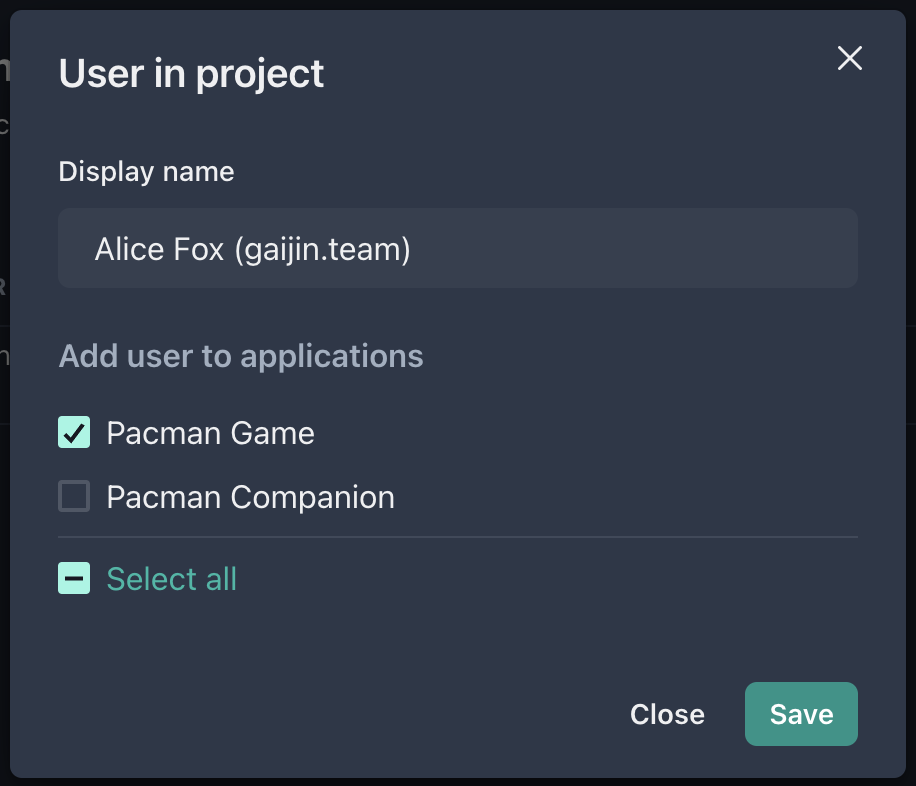 User in project
Display name
Alice Fox (gaijin.team)
Add user to applications
Pacman Game
Pacman Companion
Select all
Close
Save